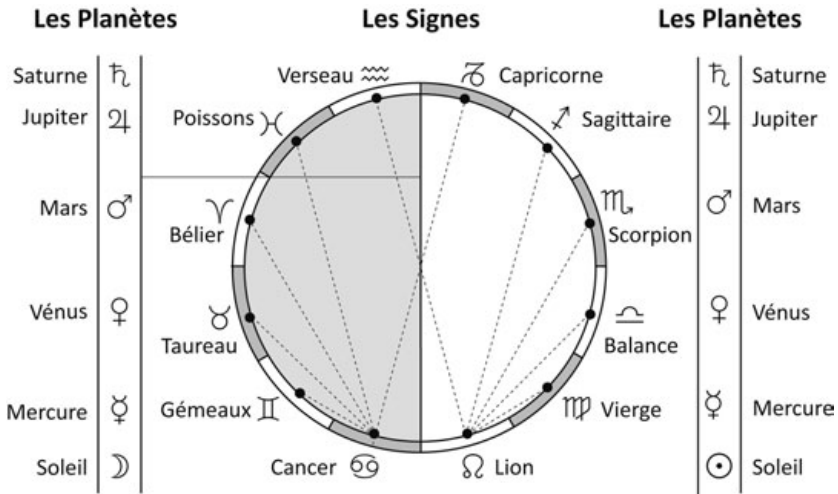 Les Planètes
Les Signes
Les Planètes
Saturne ♄
Verseau ♒
♑ Capricorne
♄ Saturne
Jupiter ♃
Poissons ♓
♐ Sagittaire
♃ Jupiter
Mars ♂
♈ Bélier
♏ Scorpion
♂ Mars
Vénus ♀
♉ Taureau
♎ Balance
♀ Vénus
Mercure ☿
Gémeaux ♊
♍ Vierge
☿ Mercure
Soleil ☽
Cancer ♋
♌ Lion
☉ Soleil